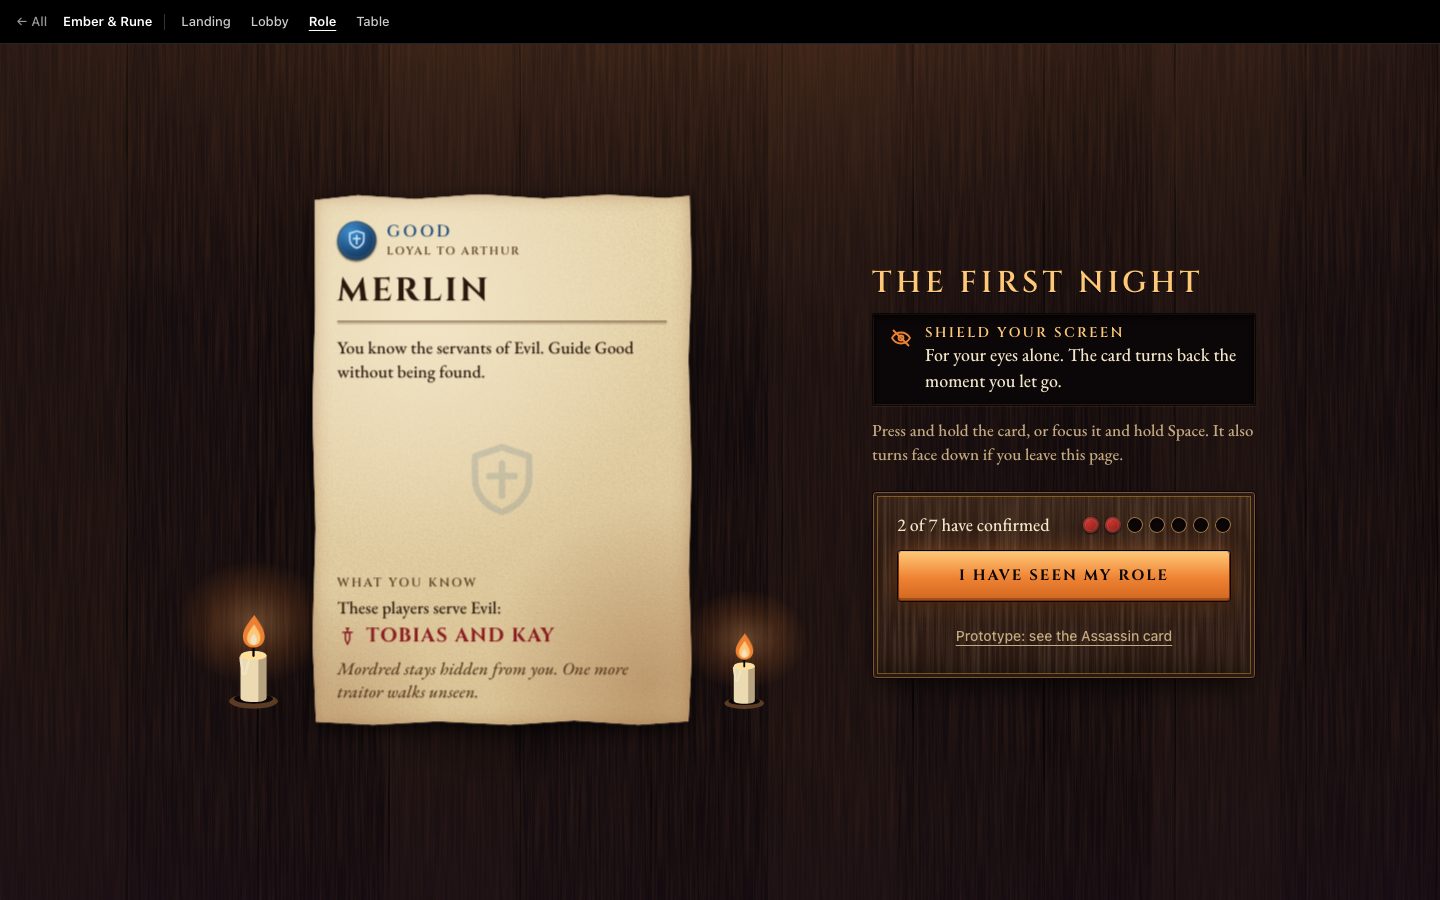 ← All Ember & Rune Landing Lobby Role Table
GOOD
LOYAL TO ARTHUR
MERLIN
You know the servants of Evil. Guide Good
without being found.
WHAT YOU KNOW
These players serve Evil:
TOBIAS AND KAY
Mordred stays hidden from you. One more
traitor walks unseen.
THE FIRST NIGHT
SHIELD YOUR SCREEN
For your eyes alone. The card turns back the
moment you let go.
Press and hold the card, or focus it and hold Space. It also
turns face down if you leave this page.
2 of 7 have confirmed
I HAVE SEEN MY ROLE
Prototype: see the Assassin card